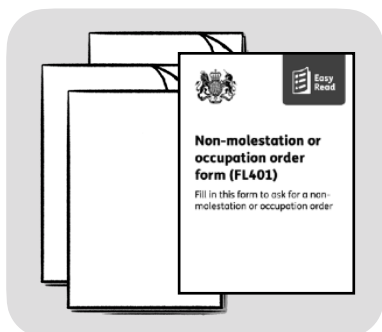 Easy
Read
Non-molestation or
occupation order
form (FL401)
Fill in this form to ask for a non-
molestation or occupation order